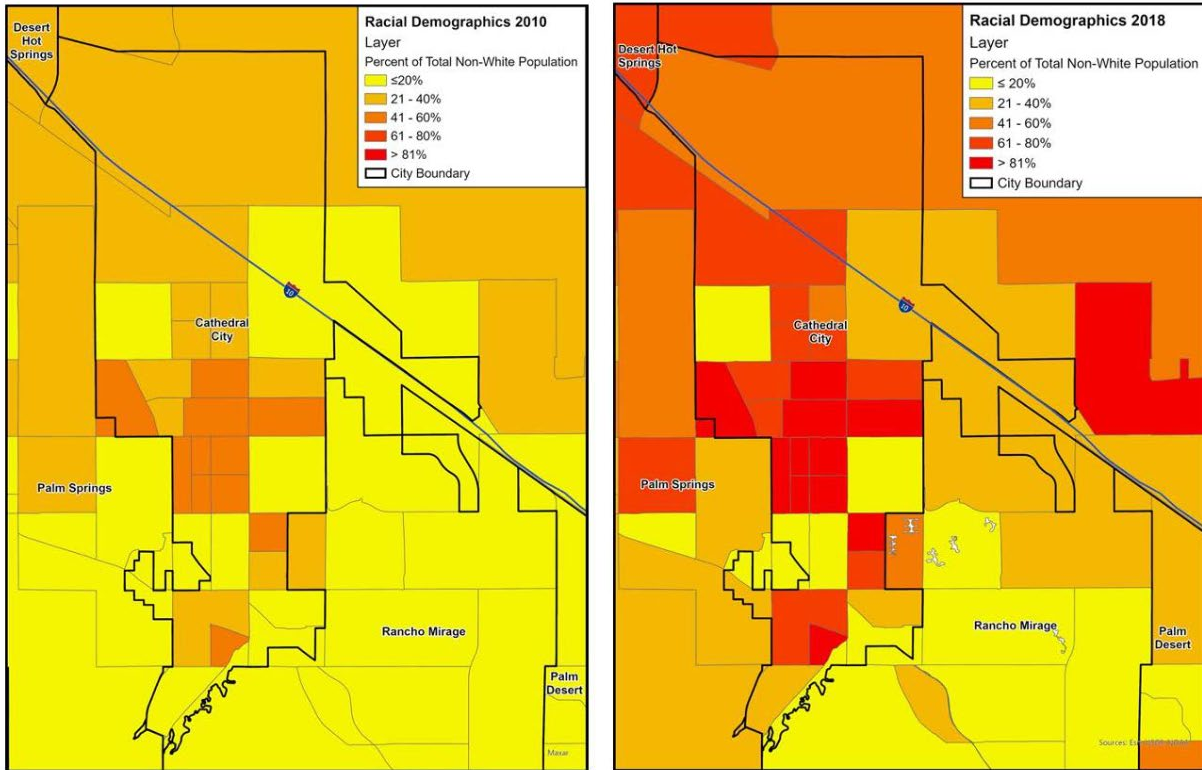 Racial Demographics 2010
Layer
Percent of Total Non-White Population
≤20%
21 - 40%
41 - 60%
61 - 80%
> 81%
City Boundary
Desert
Hot
Springs
10
Cathedral
City
Palm Springs
Rancho Mirage
Palm
Desert
Maxar
Racial Demographics 2018
Layer
Percent of Total Non-White Population
≤ 20%
21 - 40%
41 - 60%
61 - 80%
> 81%
City Boundary
Desert Hot
Springs
10
Cathedral
City
Palm Springs
Rancho Mirage
Palm
Desert
Sources: